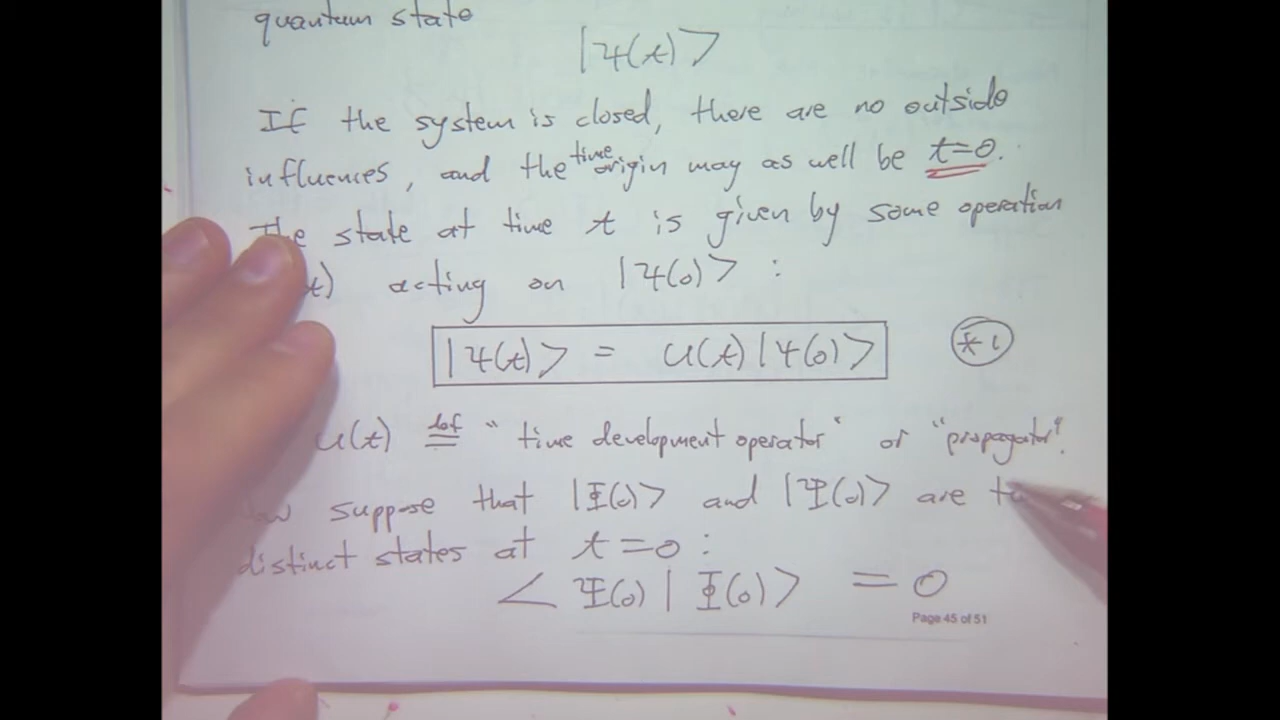 quantum state
|Ψ(t)>
If the system is closed, there are no outside
influences, and the time origin may as well be t=0.
The state at time t is given by some operation
t) acting on |Ψ(0)> :
|Ψ(t)> = U(t)|Ψ(0)> *1
U(t) def = "time development operator" or "propagator".
suppose that |Φ(0)> and |Ψ(0)> are
distinct states at t=0 :
<Ψ(0)|Φ(0)> = 0
Page 45 of 51